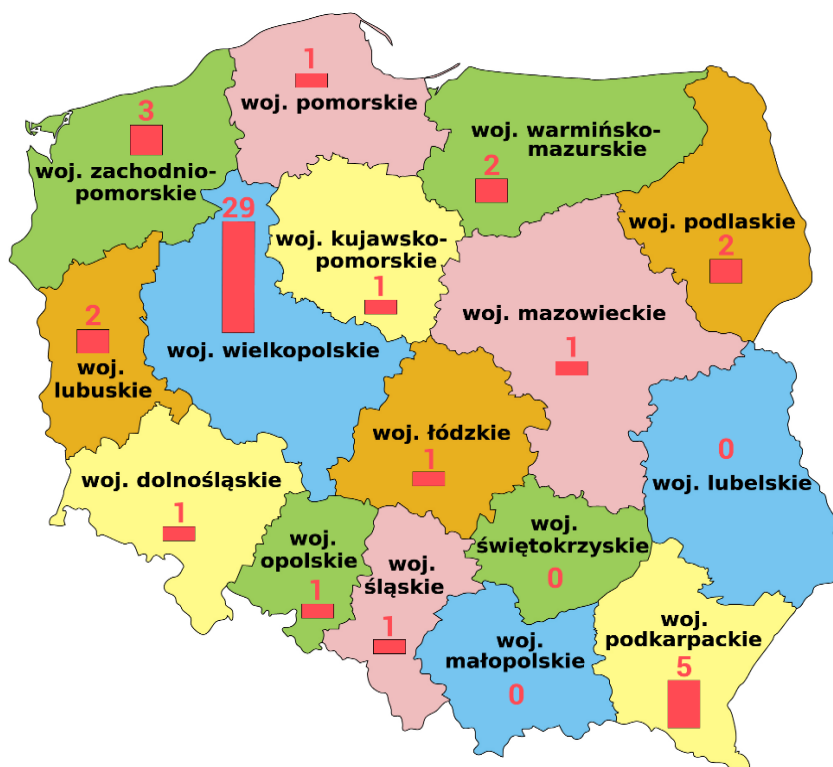 1
woj. pomorskie
3
woj. zachodnio-
pomorskie
woj. warmińsko-
mazurskie
2
29
woj. wielkopolskie
woj. kujawsko-
pomorskie
1
woj. podlaskie
2
2
woj.
lubuskie
woj. mazowieckie
1
woj. łódzkie
1
0
woj. lubelskie
woj. dolnośląskie
1
woj.
opolskie
1
woj.
śląskie
1
woj.
świętokrzyskie
0
woj.
małopolskie
0
woj.
podkarpackie
5